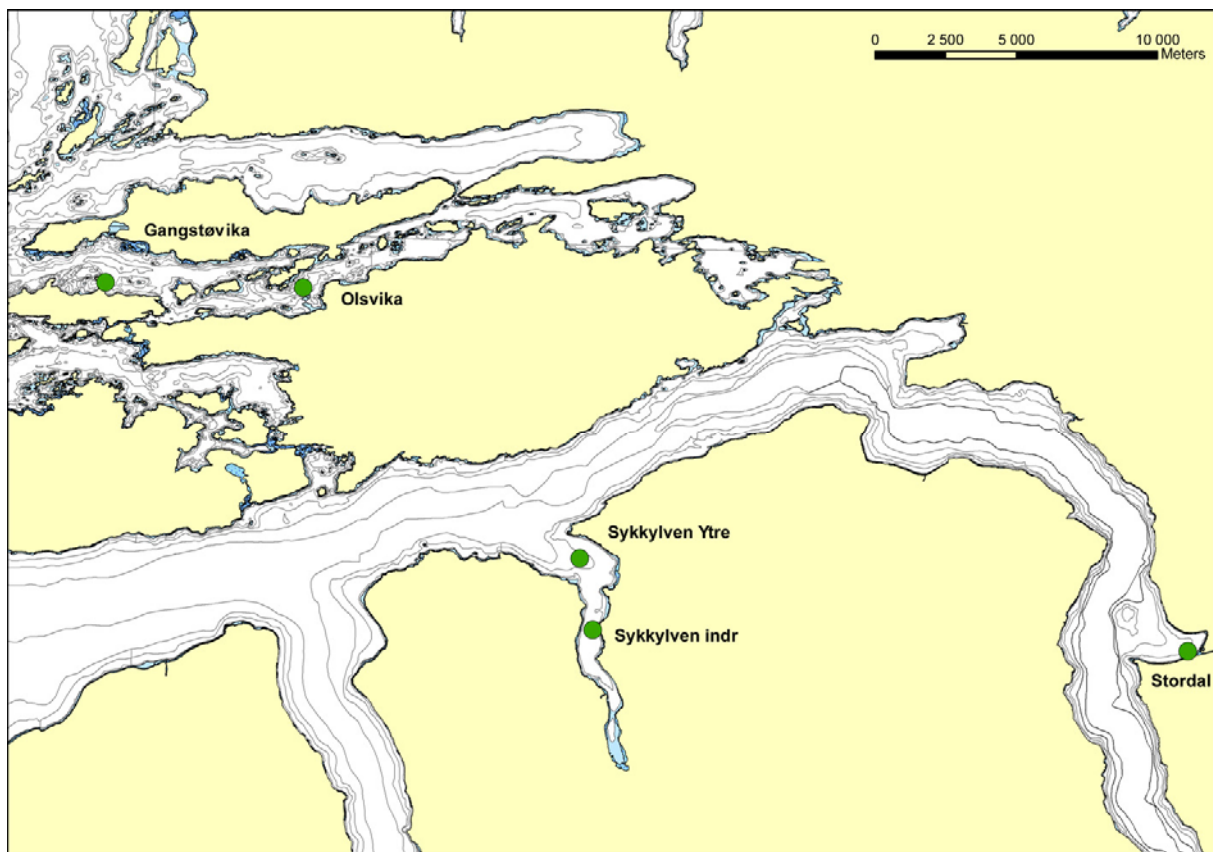 0 2 500 5 000 10 000
Meters
Gangstøvika
Olsvika
Sykkylven Ytre
Sykkylven indr
Stordal